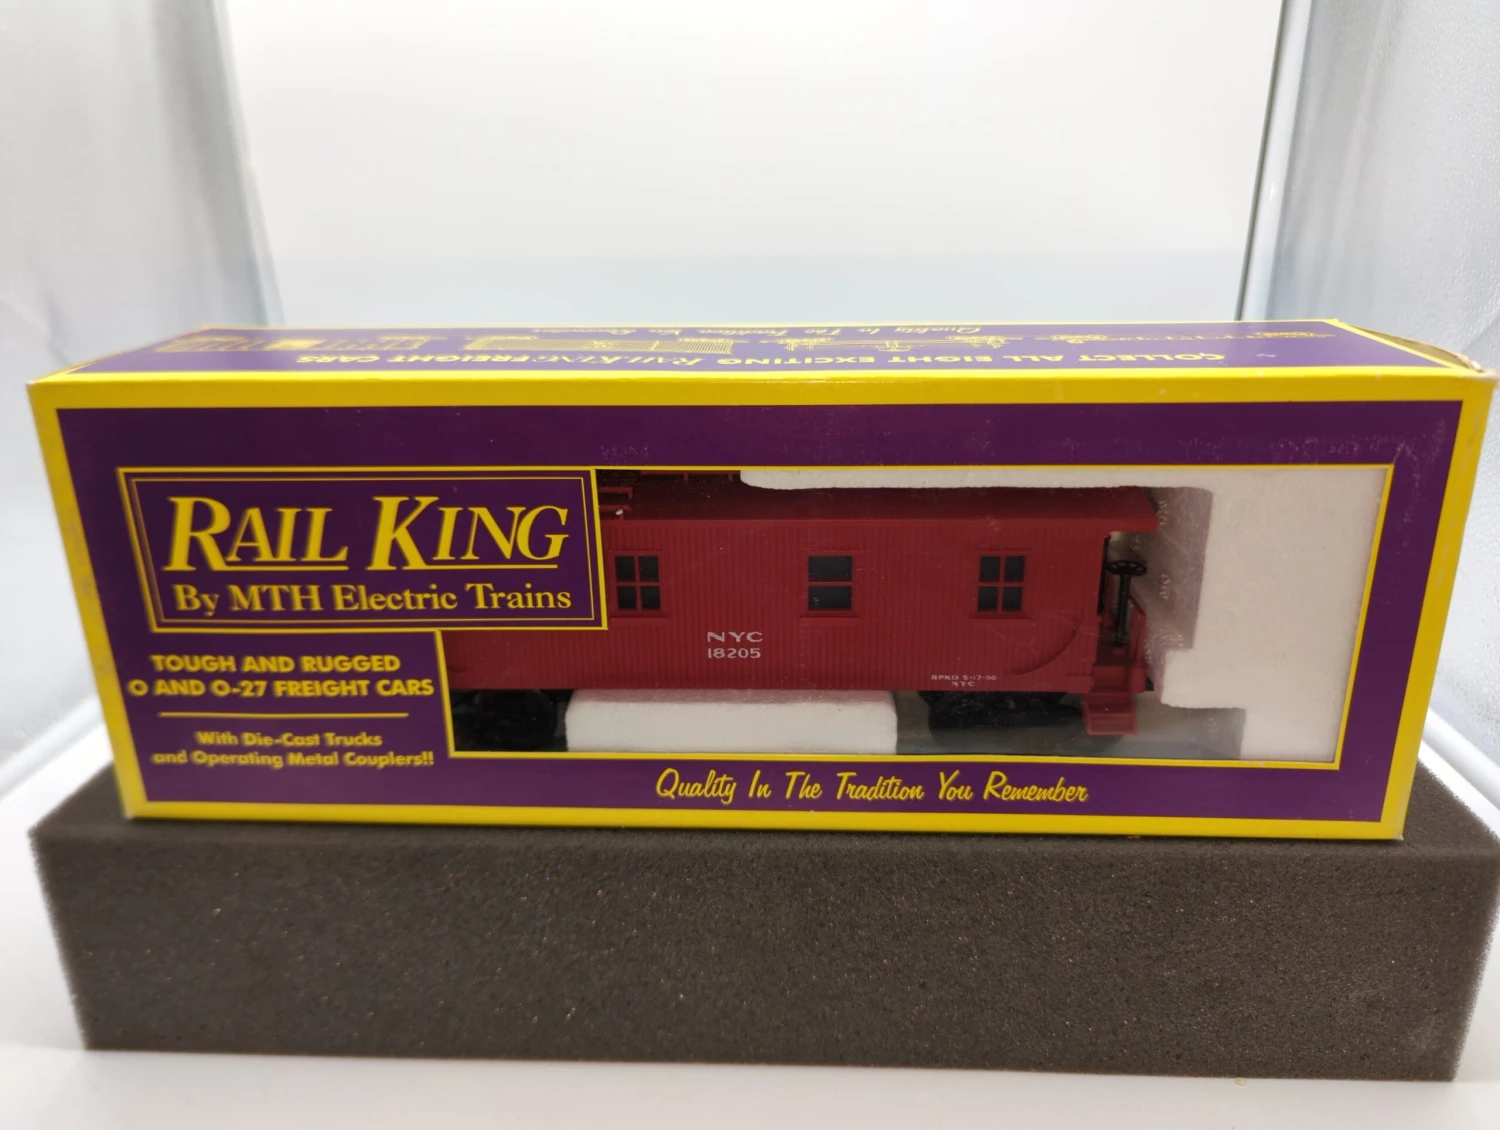 Quality In The Tradition You Remember
COLLECT ALL EIGHT EXCITING RAIL KING FREIGHT CARS
RAIL KING
By MTH Electric Trains
TOUGH AND RUGGED
O AND O-27 FREIGHT CARS
With Die-Cast Trucks
and Operating Metal Couplers!!
NYC
18205
NYC
Quality In The Tradition You Remember